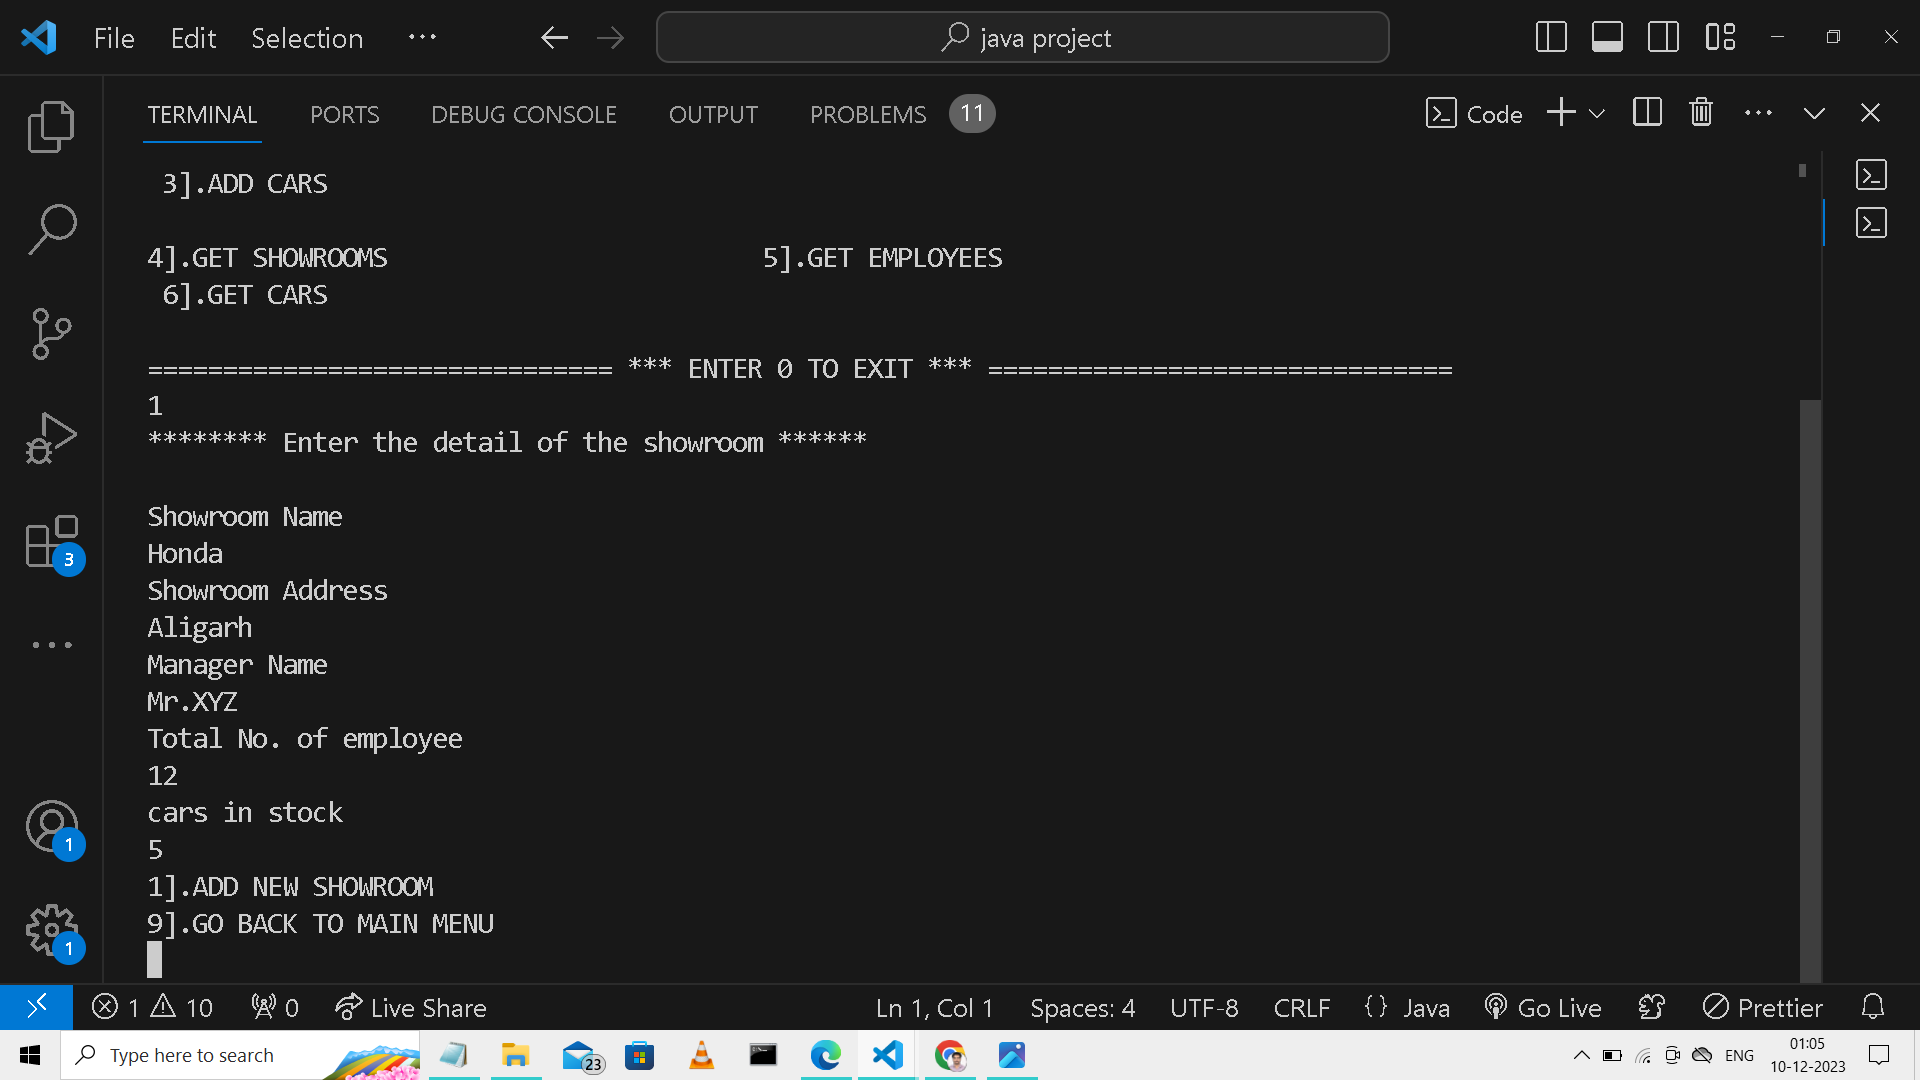 File Edit Selection ··· java project
TERMINAL PORTS DEBUG CONSOLE OUTPUT PROBLEMS 11 Code
3].ADD CARS
4].GET SHOWROOMS 5].GET EMPLOYEES
6].GET CARS
=============================== *** ENTER 0 TO EXIT *** ===============================
1
******** Enter the detail of the showroom ******
Showroom Name
Honda
Showroom Address
Aligarh
Manager Name
Mr.XYZ
Total No. of employee
12
cars in stock
5
1].ADD NEW SHOWROOM
9].GO BACK TO MAIN MENU
3
1
1
1 10 0 Live Share Ln 1, Col 1 Spaces: 4 UTF-8 CRLF {} Java Go Live Prettier
Type here to search 23 ENG 01:05
10-12-2023